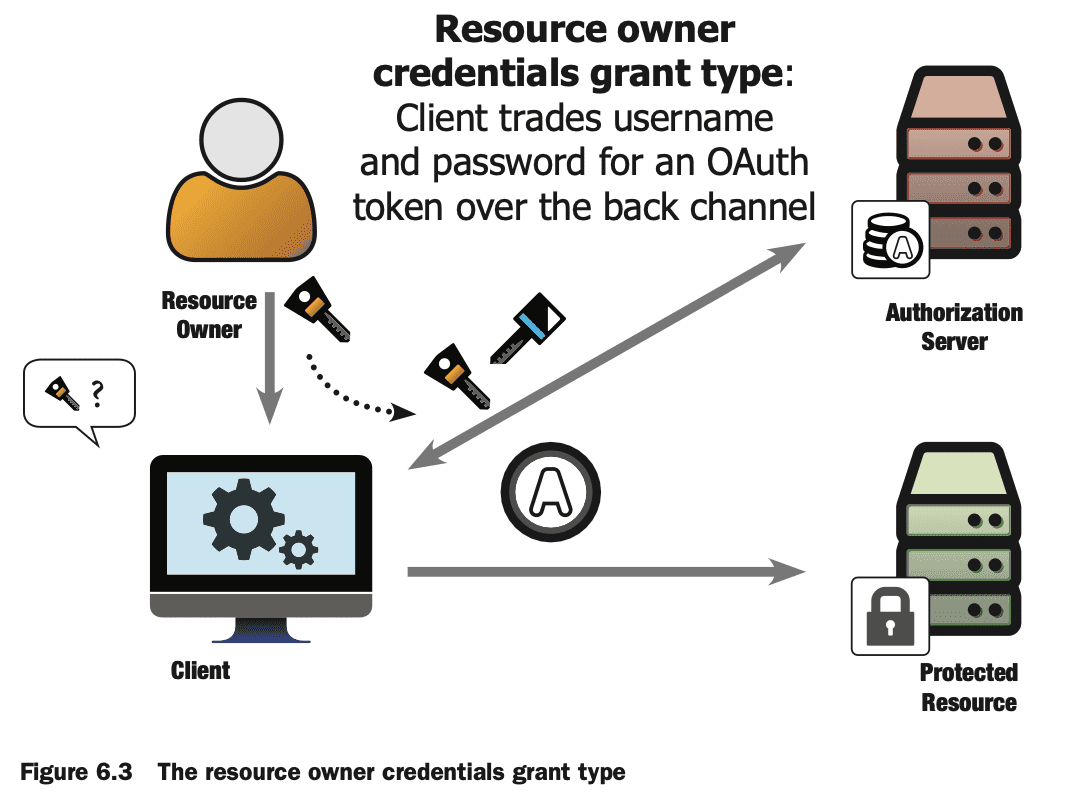 Resource owner
credentials grant type:
Client trades username
and password for an OAuth
token over the back channel
Resource
Owner
Authorization
Server
?
A
A
Client
Protected
Resource
Figure 6.3 The resource owner credentials grant type